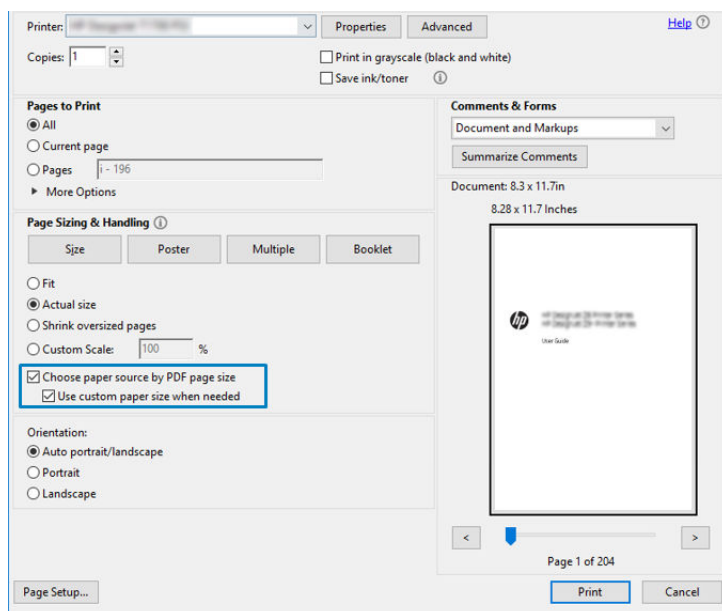 Printer:
Properties
Advanced
Help
Copies: 1
Print in grayscale (black and white)
Save ink/toner
Pages to Print
All
Current page
Pages i - 196
More Options
Comments & Forms
Document and Markups
Summarize Comments
Page Sizing & Handling
Size
Poster
Multiple
Booklet
Fit
Actual size
Shrink oversized pages
Custom Scale: 100 %
Choose paper source by PDF page size
Use custom paper size when needed
Orientation:
Auto portrait/landscape
Portrait
Landscape
Document: 8.3 x 11.7in
8.28 x 11.7 Inches
hp
User Guide
<
>
Page 1 of 204
Page Setup...
Print
Cancel